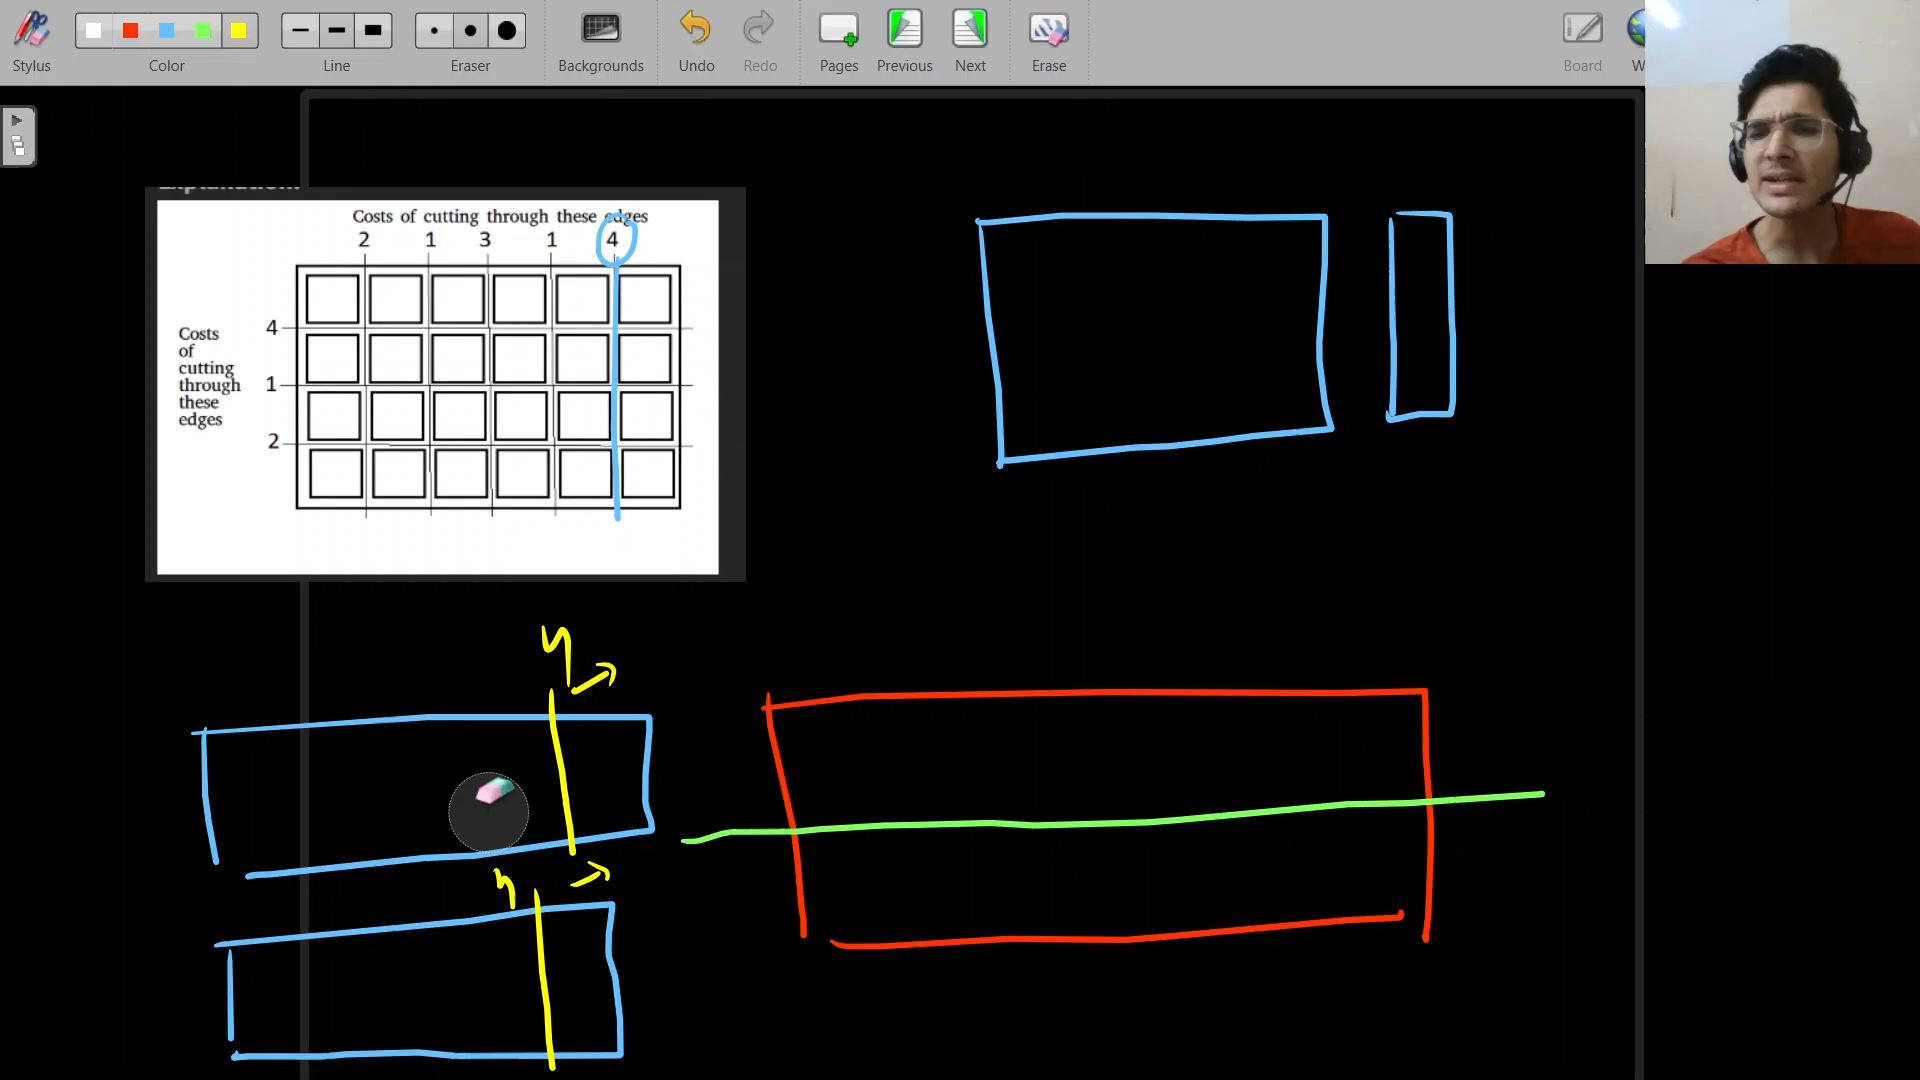 Stylus
Color
Line
Eraser
Backgrounds
Undo
Redo
Pages
Previous
Next
Erase
Board
W
Explanation:
Costs of cutting through these edges
2 1 3 1 4
4
1
2
Costs
of
cutting
through
these
edges